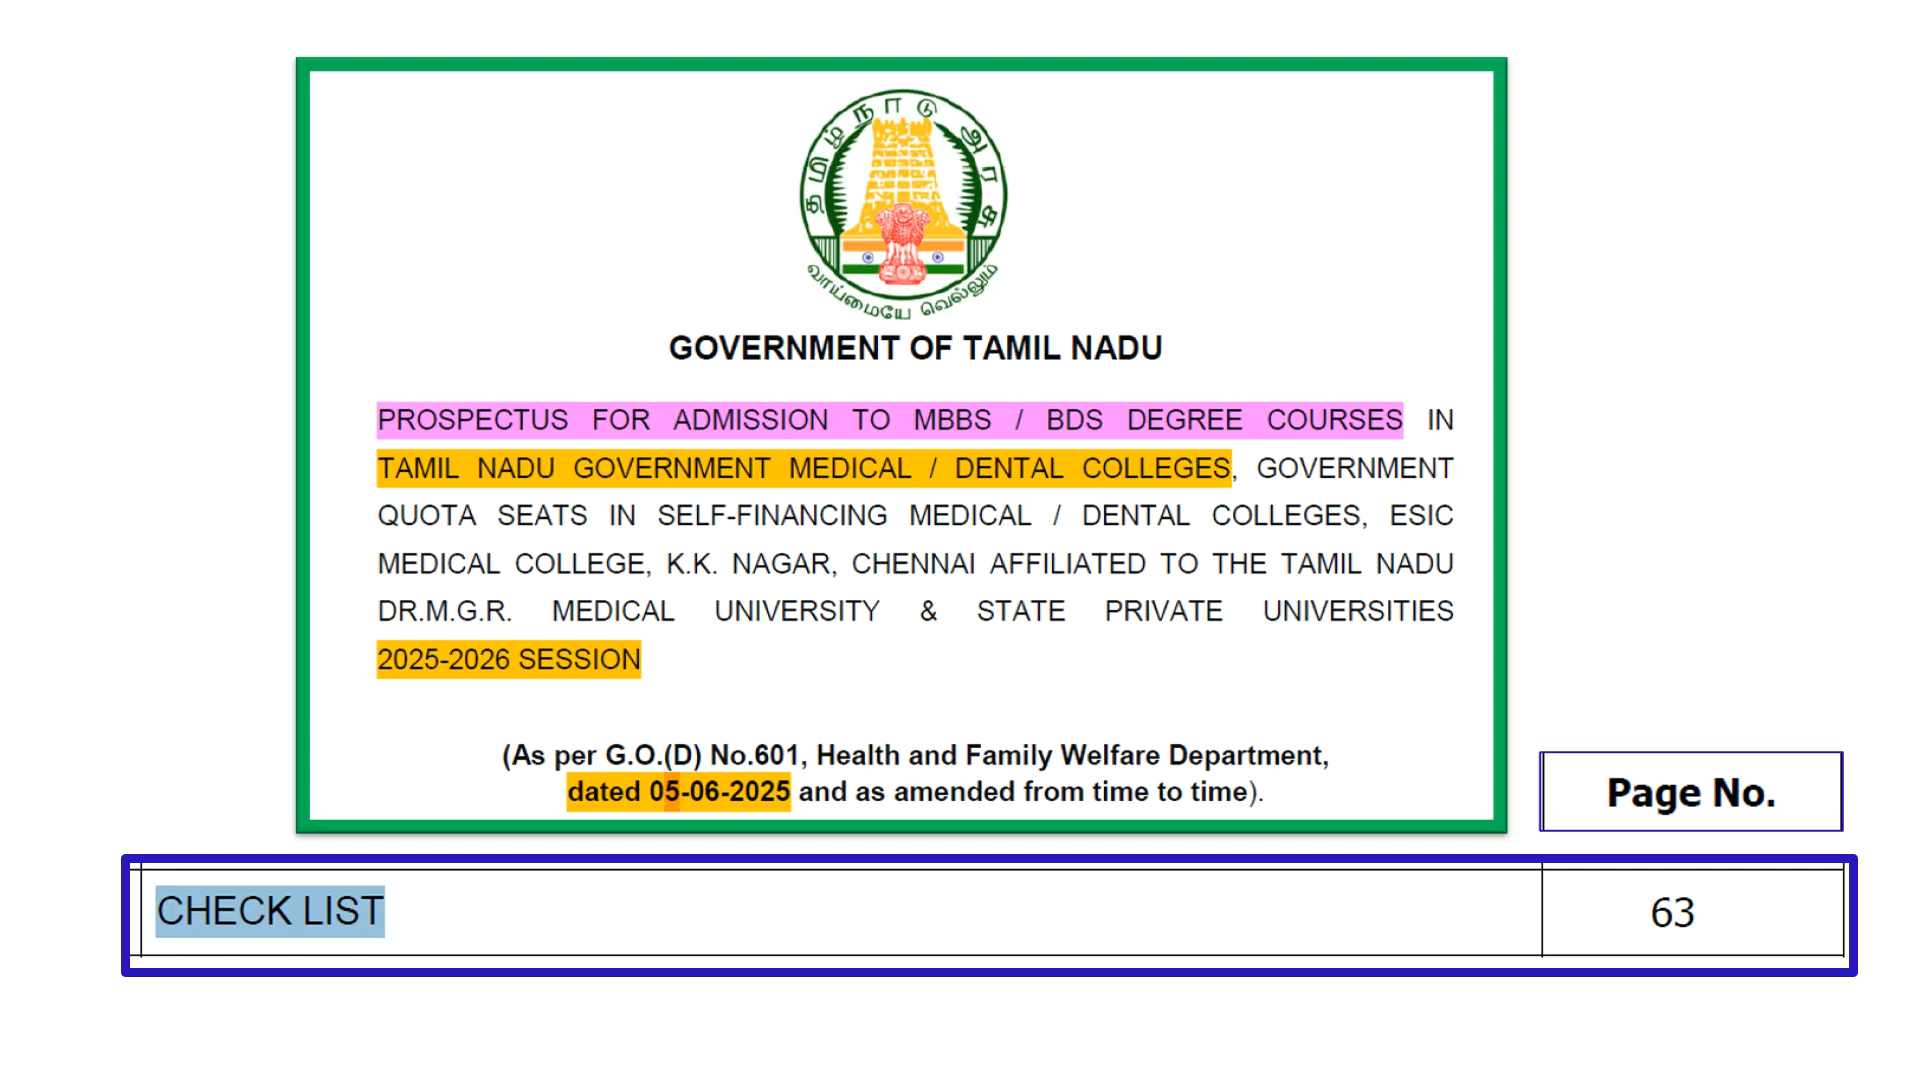 தமிழ்நாடு அரசு
வாய்மையே வெல்லும்
GOVERNMENT OF TAMIL NADU
PROSPECTUS FOR ADMISSION TO MBBS / BDS DEGREE COURSES IN
TAMIL NADU GOVERNMENT MEDICAL / DENTAL COLLEGES, GOVERNMENT
QUOTA SEATS IN SELF-FINANCING MEDICAL / DENTAL COLLEGES, ESIC
MEDICAL COLLEGE, K.K. NAGAR, CHENNAI AFFILIATED TO THE TAMIL NADU
DR.M.G.R. MEDICAL UNIVERSITY & STATE PRIVATE UNIVERSITIES
2025-2026 SESSION
(As per G.O.(D) No.601, Health and Family Welfare Department,
dated 05-06-2025 and as amended from time to time).
Page No.
CHECK LIST 63